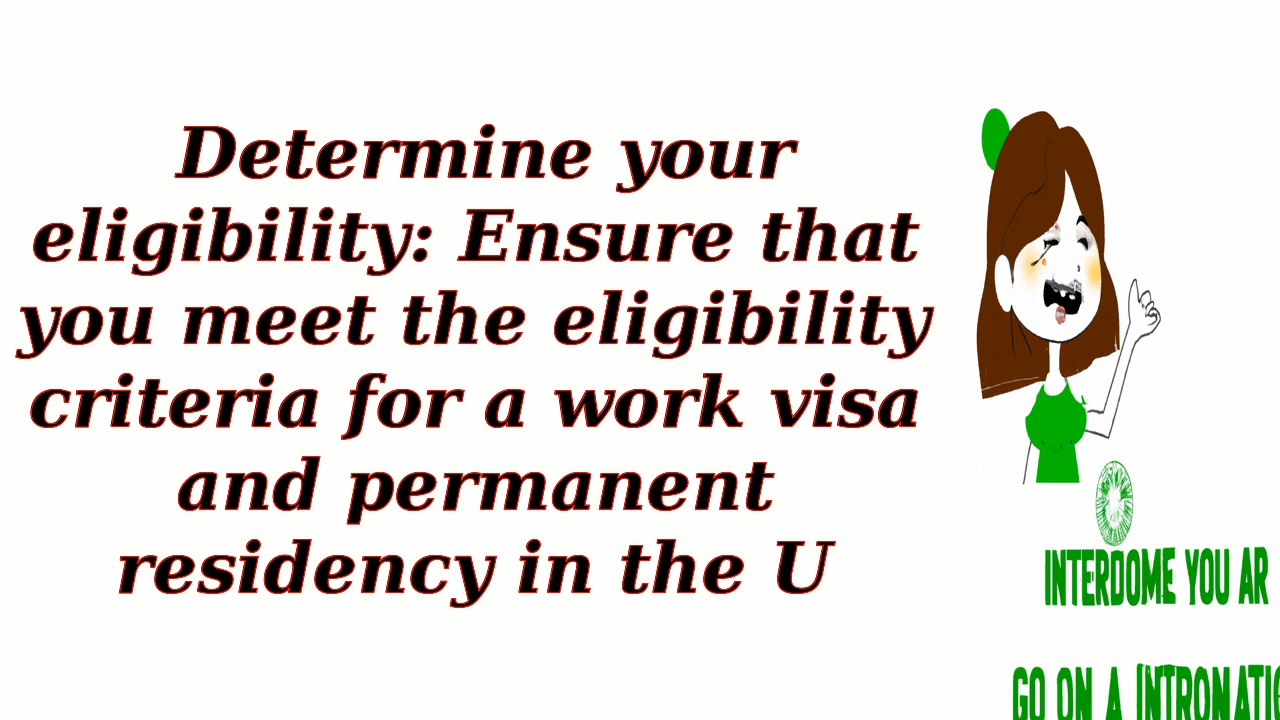 Determine your
eligibility: Ensure that
you meet the eligibility
criteria for a work visa
and permanent
residency in the U
INTERDOME YOU AR
GO ON A INTRONATIO